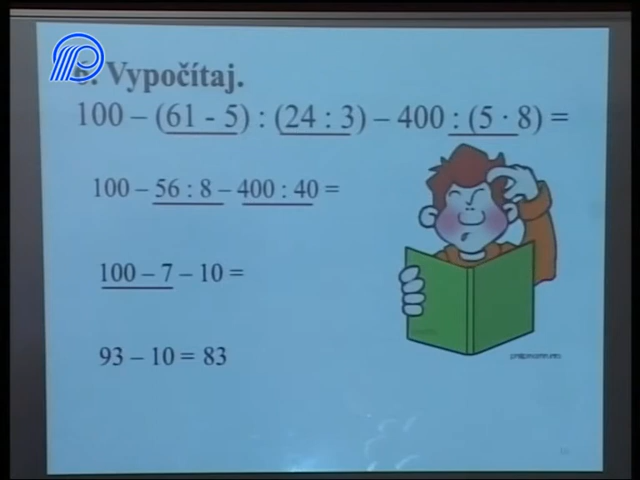 6. Vypočítaj.
100 – (61 - 5) : (24 : 3) – 400 : (5 · 8) =
100 – 56 : 8 – 400 : 40 =
100 – 7 – 10 =
93 – 10 = 83